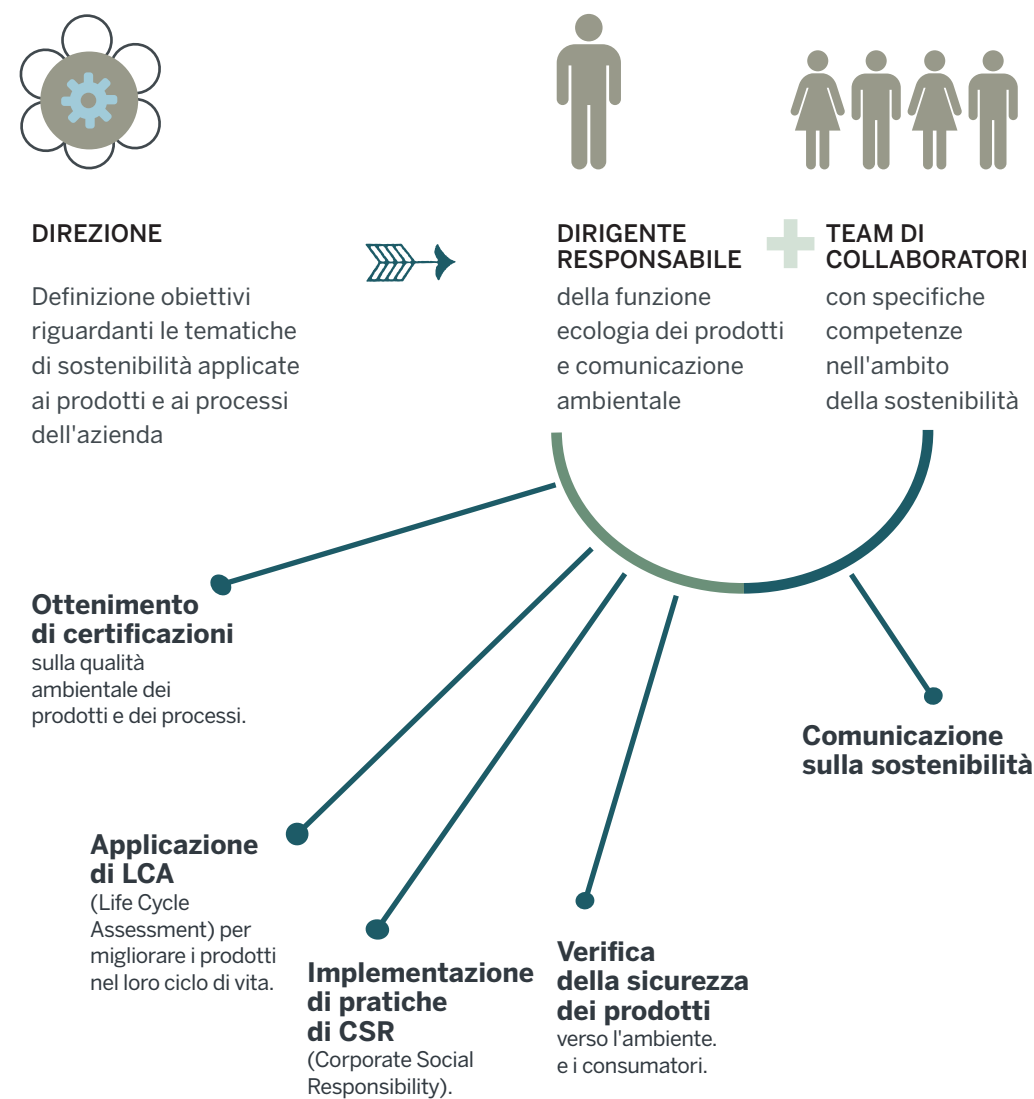 DIREZIONE
Definizione obiettivi
riguardanti le tematiche
di sostenibilità applicate
ai prodotti e ai processi
dell'azienda
DIRIGENTE
RESPONSABILE
della funzione
ecologia dei prodotti
e comunicazione
ambientale
TEAM DI
COLLABORATORI
con specifiche
competenze
nell'ambito
della sostenibilità
Ottenimento
di certificazioni
sulla qualità
ambientale dei
prodotti e dei processi.
Applicazione
di LCA
(Life Cycle
Assessment) per
migliorare i prodotti
nel loro ciclo di vita.
Implementazione
di pratiche
di CSR
(Corporate Social
Responsibility).
Verifica
della sicurezza
dei prodotti
verso l'ambiente.
e i consumatori.
Comunicazione
sulla sostenibilità